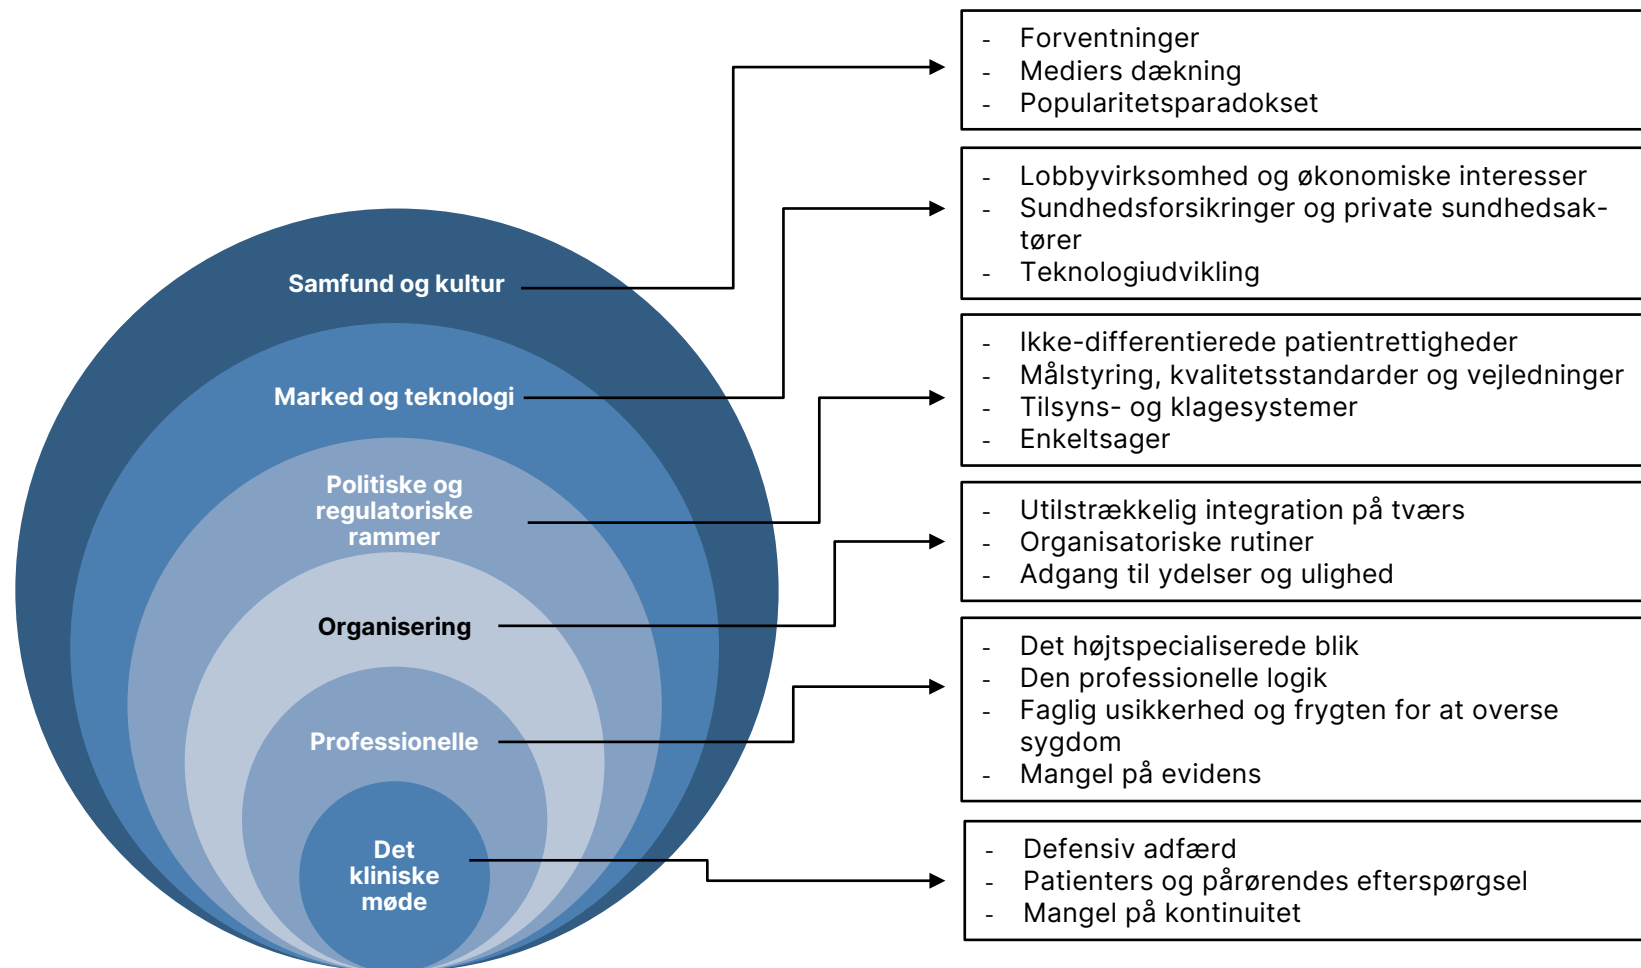 Samfund og kultur
- Forventninger
- Mediers dækning
- Popularitetsparadokset
Marked og teknologi
- Lobbyvirksomhed og økonomiske interesser
- Sundhedsforsikringer og private sundhedsak-
tører
- Teknologiudvikling
Politiske og
regulatoriske
rammer
- Ikke-differentierede patientrettigheder
- Målstyring, kvalitetsstandarder og vejledninger
- Tilsyns- og klagesystemer
- Enkeltsager
Organisering
- Utilstrækkelig integration på tværs
- Organisatoriske rutiner
- Adgang til ydelser og ulighed
Professionelle
- Det højtspecialiserede blik
- Den professionelle logik
- Faglig usikkerhed og frygten for at overse
sygdom
- Mangel på evidens
Det
kliniske
møde
- Defensiv adfærd
- Patienters og pårørendes efterspørgsel
- Mangel på kontinuitet